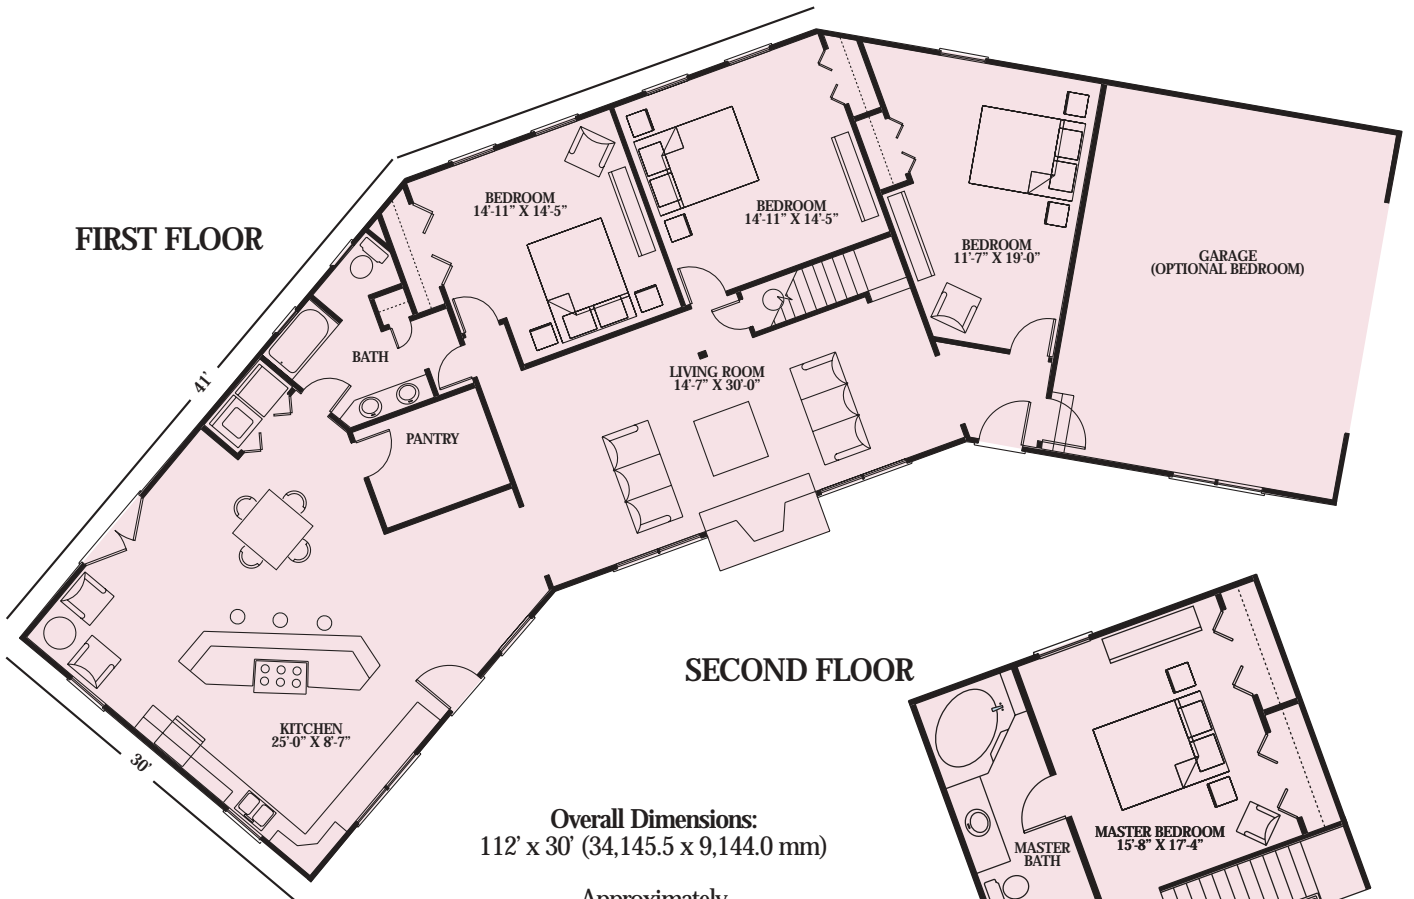 FIRST FLOOR
BEDROOM
14'-11" X 14'-5"
BEDROOM
14'-11" X 14'-5"
BEDROOM
11'-7" X 19'-0"
GARAGE
(OPTIONAL BEDROOM)
41'
BATH
LIVING ROOM
14'-7" X 30'-0"
PANTRY
KITCHEN
25'-0" X 8'-7"
30'
SECOND FLOOR
MASTER BEDROOM
15'-8" X 17'-4"
MASTER
BATH
Overall Dimensions:
112' x 30' (34,145.5 x 9,144.0 mm)
Approximately